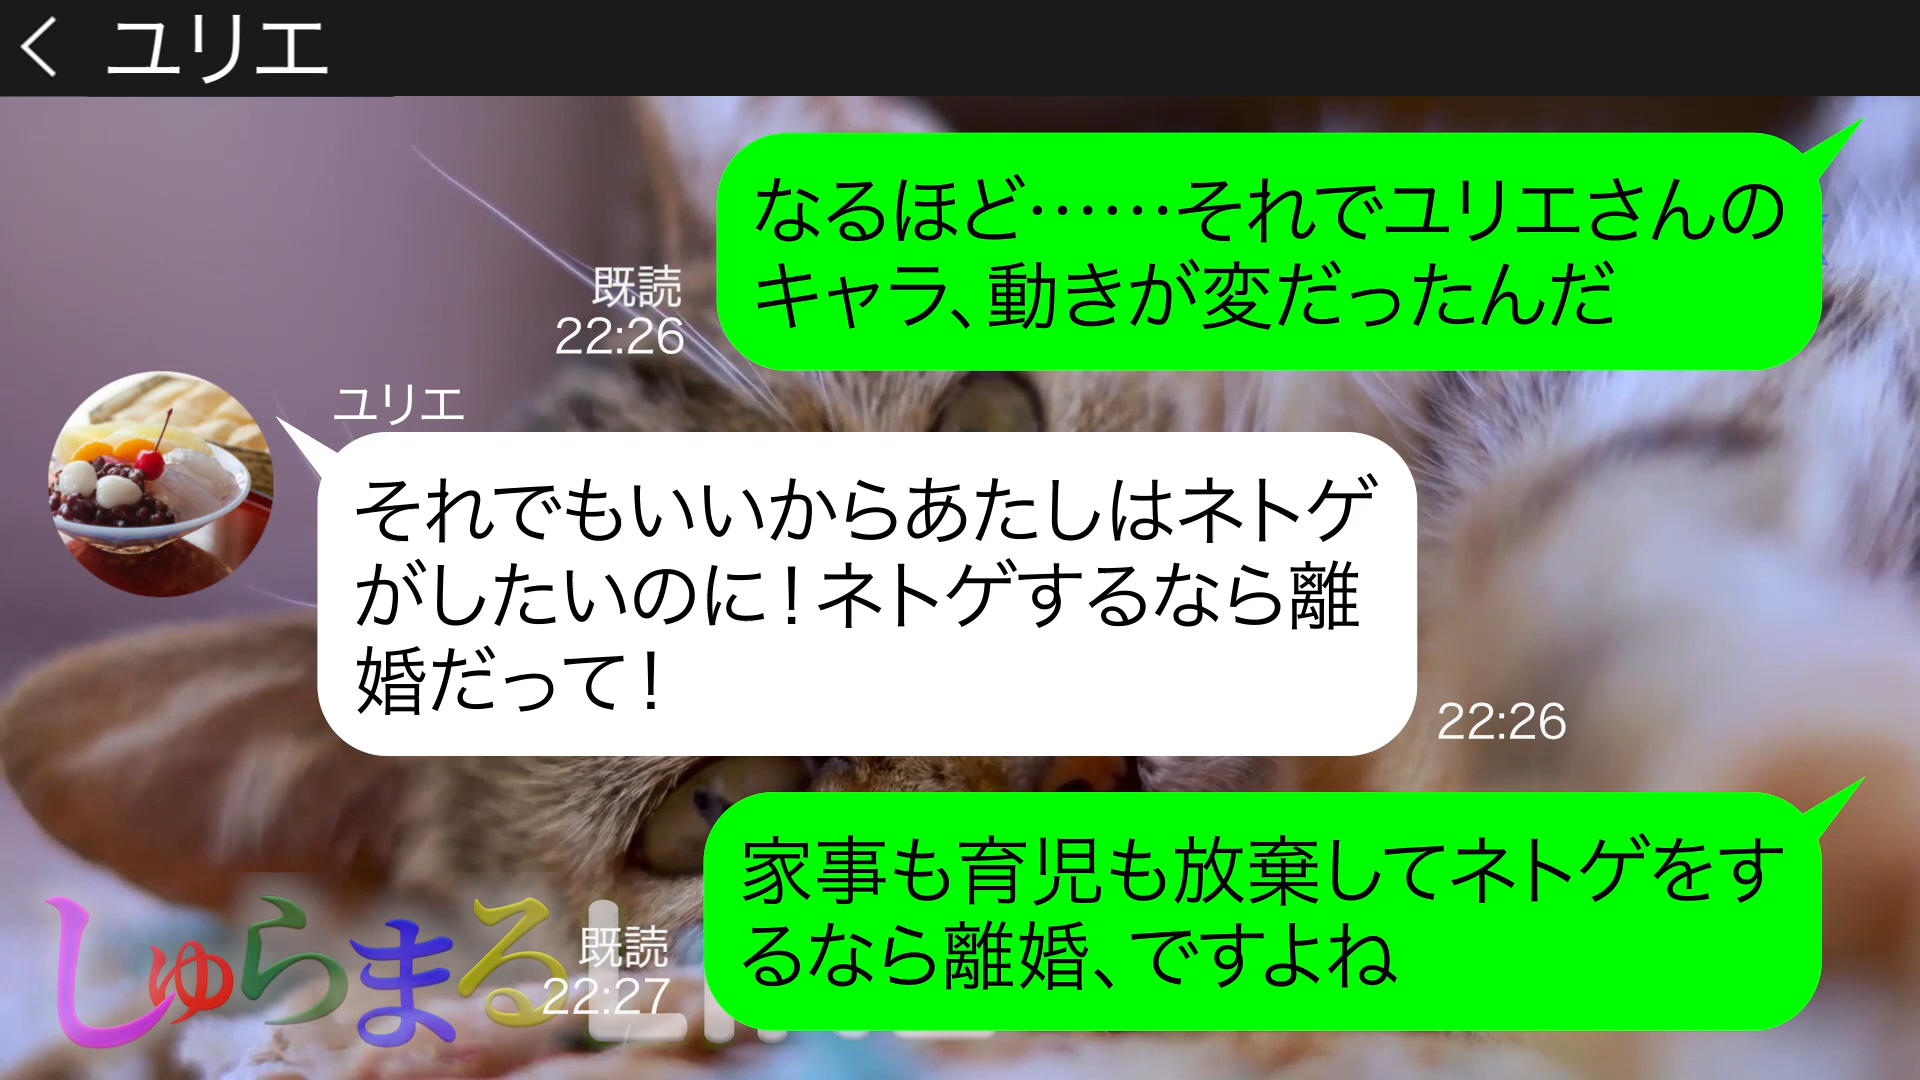 ユリエ
なるほど……それでユリエさんの
キャラ、動きが変だったんだ
既読
22:26
ユリエ
それでもいいからあたしはネトゲ
がしたいのに！ネトゲするなら離
婚だって！
22:26
家事も育児も放棄してネトゲをす
るなら離婚、ですよね
既読
22:27
しゅらまる